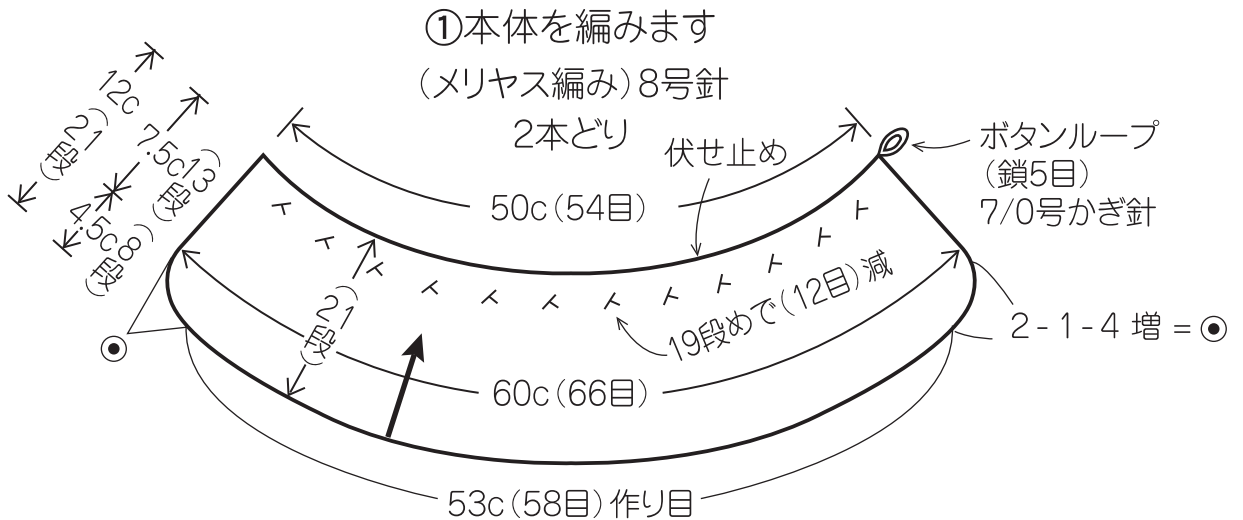 ①本体を編みます
(メリヤス編み)8号針
2本どり
12c
(21段)
7.5c
(13段)
4.5c
(8段)
50c(54目)
伏せ止め
ボタンループ
(鎖5目)
7/0号かぎ針
(21段)
19段めで(12目)減
60c(66目)
2-1-4 増=⦿
⦿
53c(58目)作り目